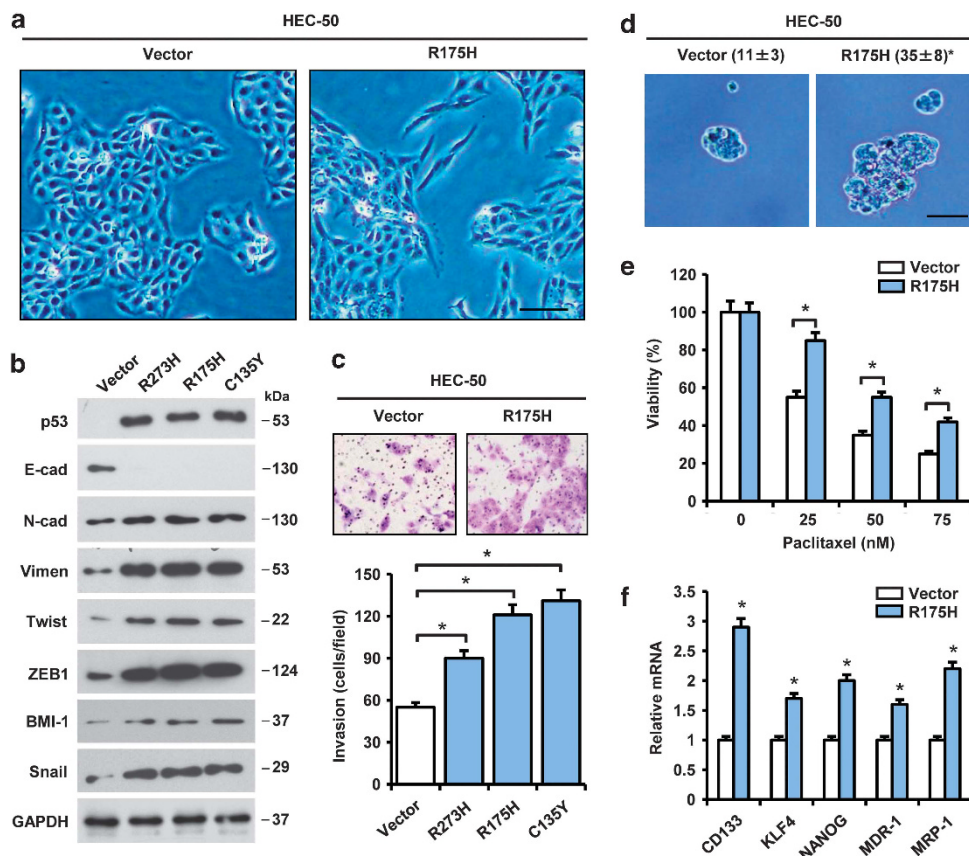 a
HEC-50
Vector R175H
b
Vector R273H R175H C135Y
kDa
p53 –53
E-cad –130
N-cad –130
Vimen –53
Twist –22
ZEB1 –124
BMI-1 –37
Snail –29
GAPDH –37
c
HEC-50
Vector R175H
Invasion (cells/field)
150
120
90
60
30
0
* * *
Vector R273H R175H C135Y
d
HEC-50
Vector (11±3) R175H (35±8)*
e
Vector
R175H
Viability (%)
120
100
80
60
40
20
0
* * *
0 25 50 75
Paclitaxel (nM)
f
Vector
R175H
Relative mRNA
3.5
3
2.5
2
1.5
1
0.5
0
* * * * *
CD133 KLF4 NANOG MDR-1 MRP-1